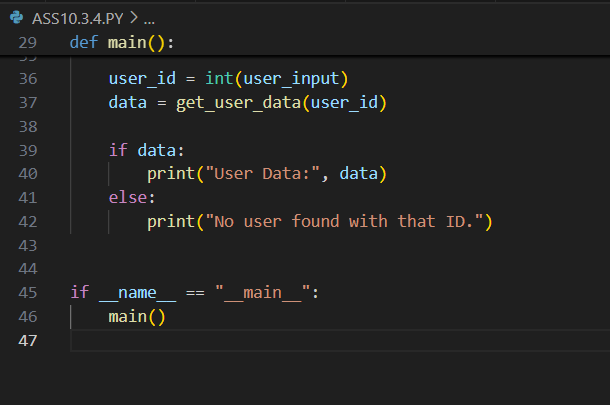 ASS10.3.4.PY > ...
29 def main():
36 user_id = int(user_input)
37 data = get_user_data(user_id)
38
39 if data:
40 print("User Data:", data)
41 else:
42 print("No user found with that ID.")
43
44
45 if __name__ == "__main__":
46 main()
47